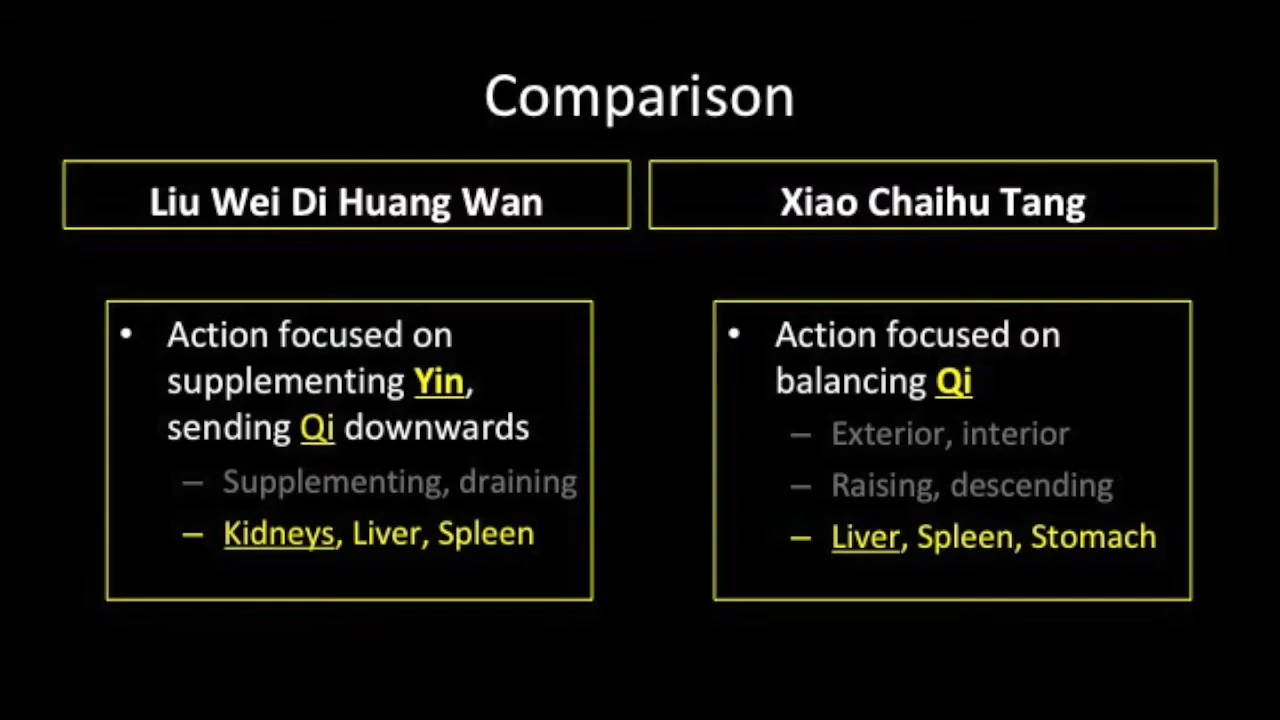 Comparison
Liu Wei Di Huang Wan
Xiao Chaihu Tang
• Action focused on
supplementing Yin,
sending Qi downwards
– Supplementing, draining
– Kidneys, Liver, Spleen
• Action focused on
balancing Qi
– Exterior, interior
– Raising, descending
– Liver, Spleen, Stomach